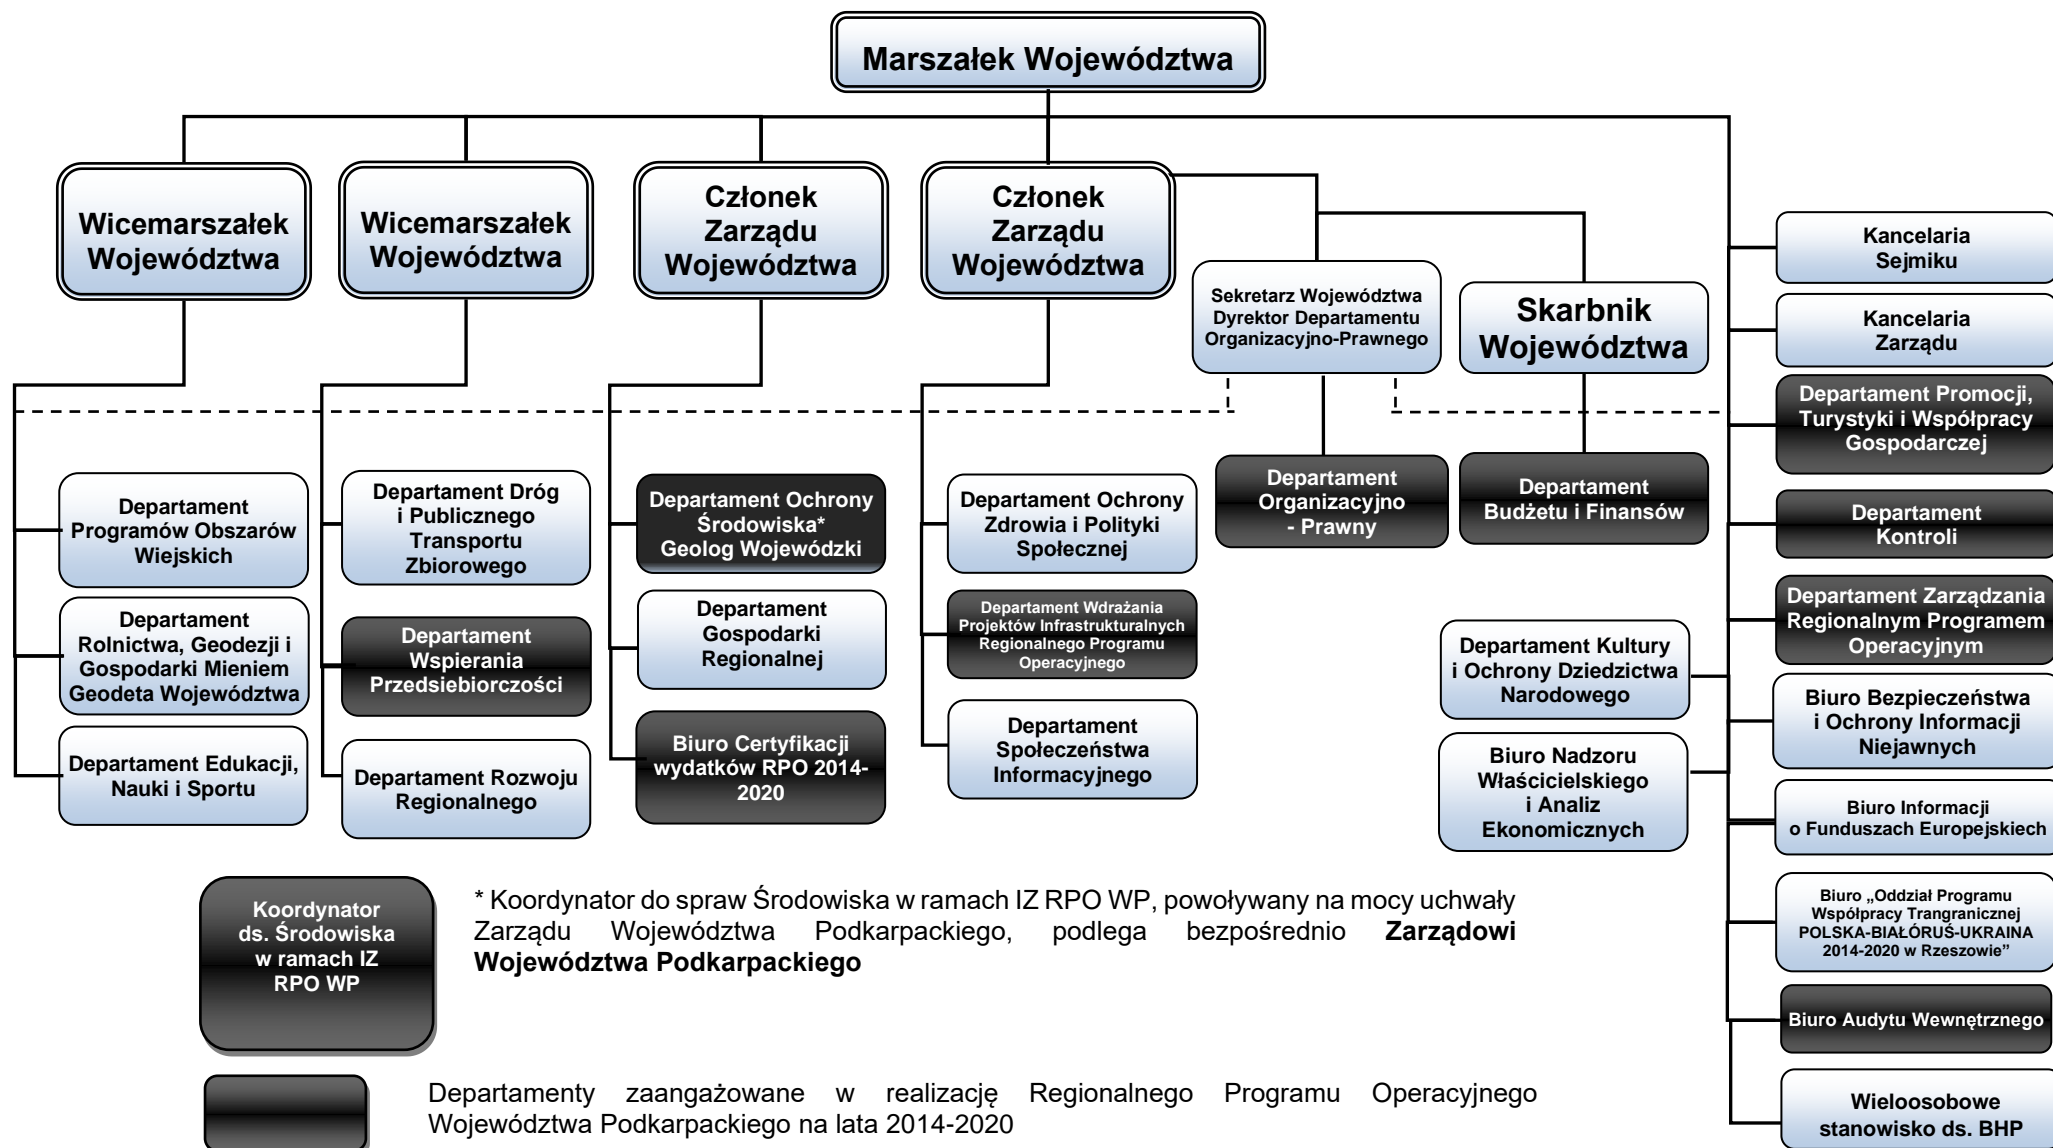 Marszałek Województwa
Wicemarszałek
Województwa
Wicemarszałek
Województwa
Członek
Zarządu
Województwa
Członek
Zarządu
Województwa
Sekretarz Województwa
Dyrektor Departamentu
Organizacyjno-Prawnego
Skarbnik
Województwa
Kancelaria
Sejmiku
Kancelaria
Zarządu
Departament Promocji,
Turystyki i Współpracy
Gospodarczej
Departament
Kontroli
Departament Zarządzania
Regionalnym Programem
Operacyjnym
Biuro Bezpieczeństwa
i Ochrony Informacji
Niejawnych
Biuro Informacji
o Funduszach Europejskiech
Biuro „Oddział Programu
Współpracy Trangranicznej
POLSKA-BIAŁÓRUŚ-UKRAINA
2014-2020 w Rzeszowie”
Biuro Audytu Wewnętrznego
Wieloosobowe
stanowisko ds. BHP
Departament
Programów Obszarów
Wiejskich
Departament
Rolnictwa, Geodezji i
Gospodarki Mieniem
Geodeta Województwa
Departament Edukacji,
Nauki i Sportu
Departament Dróg
i Publicznego
Transportu
Zbiorowego
Departament
Wspierania
Przedsiebiorczości
Departament Rozwoju
Regionalnego
Departament Ochrony
Środowiska*
Geolog Wojewódzki
Departament
Gospodarki
Regionalnej
Biuro Certyfikacji
wydatków RPO 2014-
2020
Departament Ochrony
Zdrowia i Polityki
Społecznej
Departament Wdrażania
Projektów Infrastrukturalnych
Regionalnego Programu
Operacyjnego
Departament
Społeczeństwa
Informacyjnego
Departament
Organizacyjno
- Prawny
Departament
Budżetu i Finansów
Departament Kultury
i Ochrony Dziedzictwa
Narodowego
Biuro Nadzoru
Właścicielskiego
i Analiz
Ekonomicznych
Koordynator
ds. Środowiska
w ramach IZ
RPO WP
* Koordynator do spraw Środowiska w ramach IZ RPO WP, powoływany na mocy uchwały
Zarządu Województwa Podkarpackiego, podlega bezpośrednio Zarządowi
Województwa Podkarpackiego
Departamenty zaangażowane w realizację Regionalnego Programu Operacyjnego
Województwa Podkarpackiego na lata 2014-2020